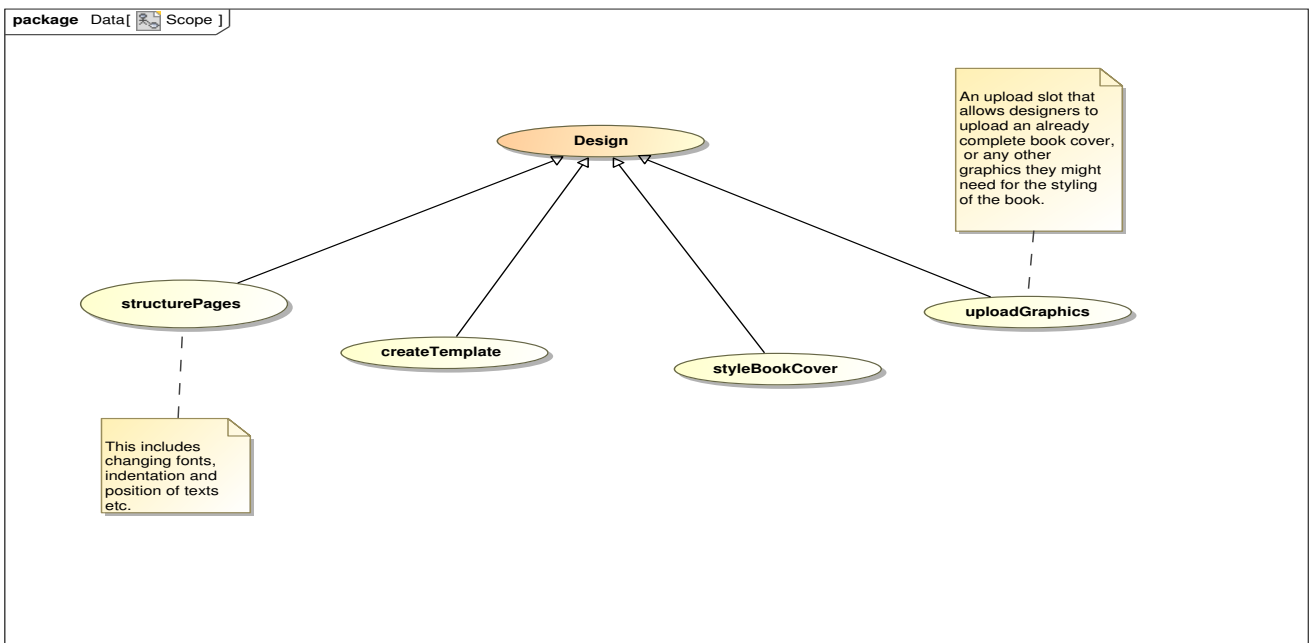 package Data[ Scope ]
An upload slot that
allows designers to
upload an already
complete book cover,
or any other
graphics they might
need for the styling
of the book.
Design
structurePages
uploadGraphics
createTemplate
styleBookCover
This includes
changing fonts,
indentation and
position of texts
etc.